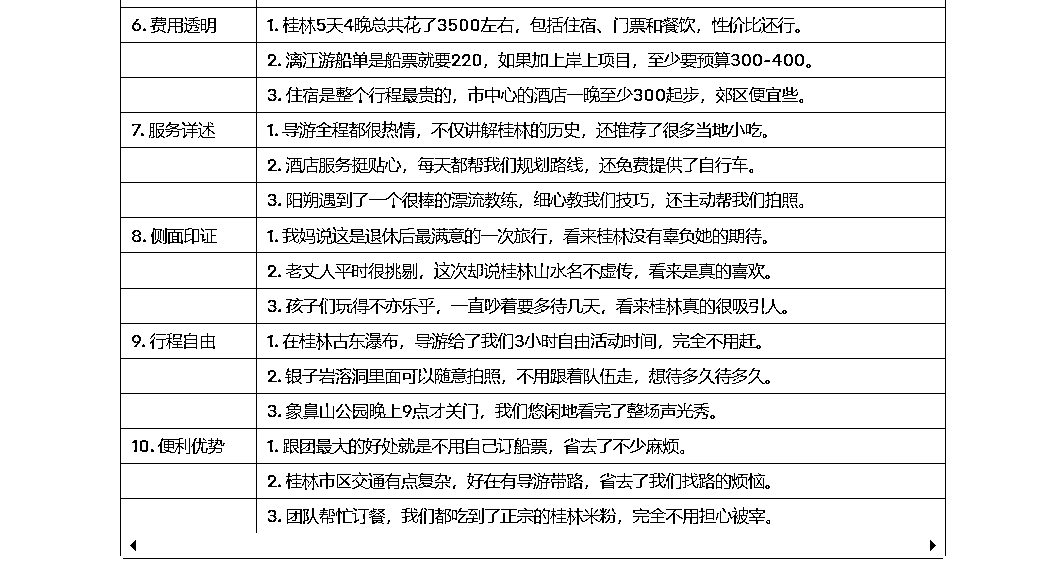 6. 费用透明
1. 桂林5天4晚总共花了3500左右，包括住宿、门票和餐饮，性价比还行。
2. 漓江游船单是船票就要220，如果加上岸上项目，至少要预算300-400。
3. 住宿是整个行程最贵的，市中心的酒店一晚至少300起步，郊区便宜些。
7. 服务详述
1. 导游全程都很热情，不仅讲解桂林的历史，还推荐了很多当地小吃。
2. 酒店服务挺贴心，每天都帮我们规划路线，还免费提供了自行车。
3. 阳朔遇到了一个很棒的漂流教练，细心教我们技巧，还主动帮我们拍照。
8. 侧面印证
1. 我妈说这是退休后最满意的一次旅行，看来桂林没有辜负她的期待。
2. 老丈人平时很挑剔，这次却说桂林山水名不虚传，看来是真的喜欢。
3. 孩子们玩得不亦乐乎，一直吵着要多待几天，看来桂林真的很吸引人。
9. 行程自由
1. 在桂林古东瀑布，导游给了我们3小时自由活动时间，完全不用赶。
2. 银子岩溶洞里面可以随意拍照，不用跟着队伍走，想待多久待多久。
3. 象鼻山公园晚上9点才关门，我们悠闲地看完了整场声光秀。
10. 便利优势
1. 跟团最大的好处就是不用自己订船票，省去了不少麻烦。
2. 桂林市区交通有点复杂，好在有导游带路，省去了我们找路的烦恼。
3. 团队帮忙订餐，我们都吃到了正宗的桂林米粉，完全不用担心被宰。